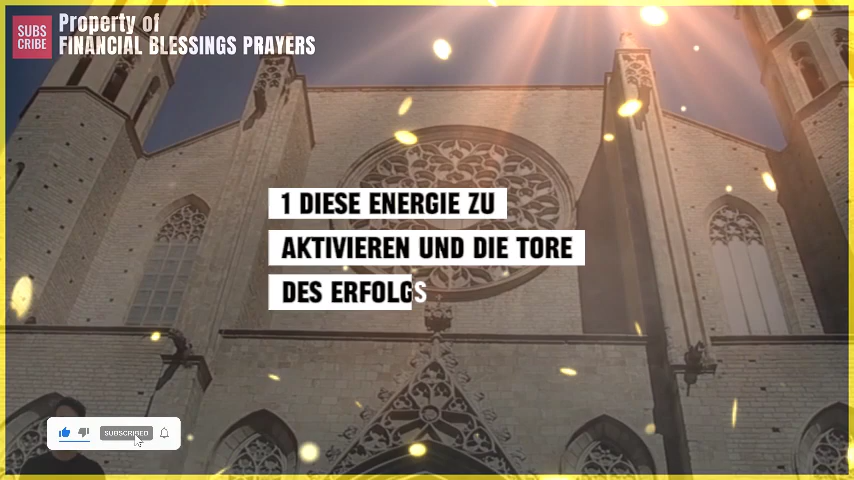 SUBS
CRIBE
Property of
FINANCIAL BLESSINGS PRAYERS
1 DIESE ENERGIE ZU
AKTIVIEREN UND DIE TORE
DES ERFOLGS
SUBSCRIBED